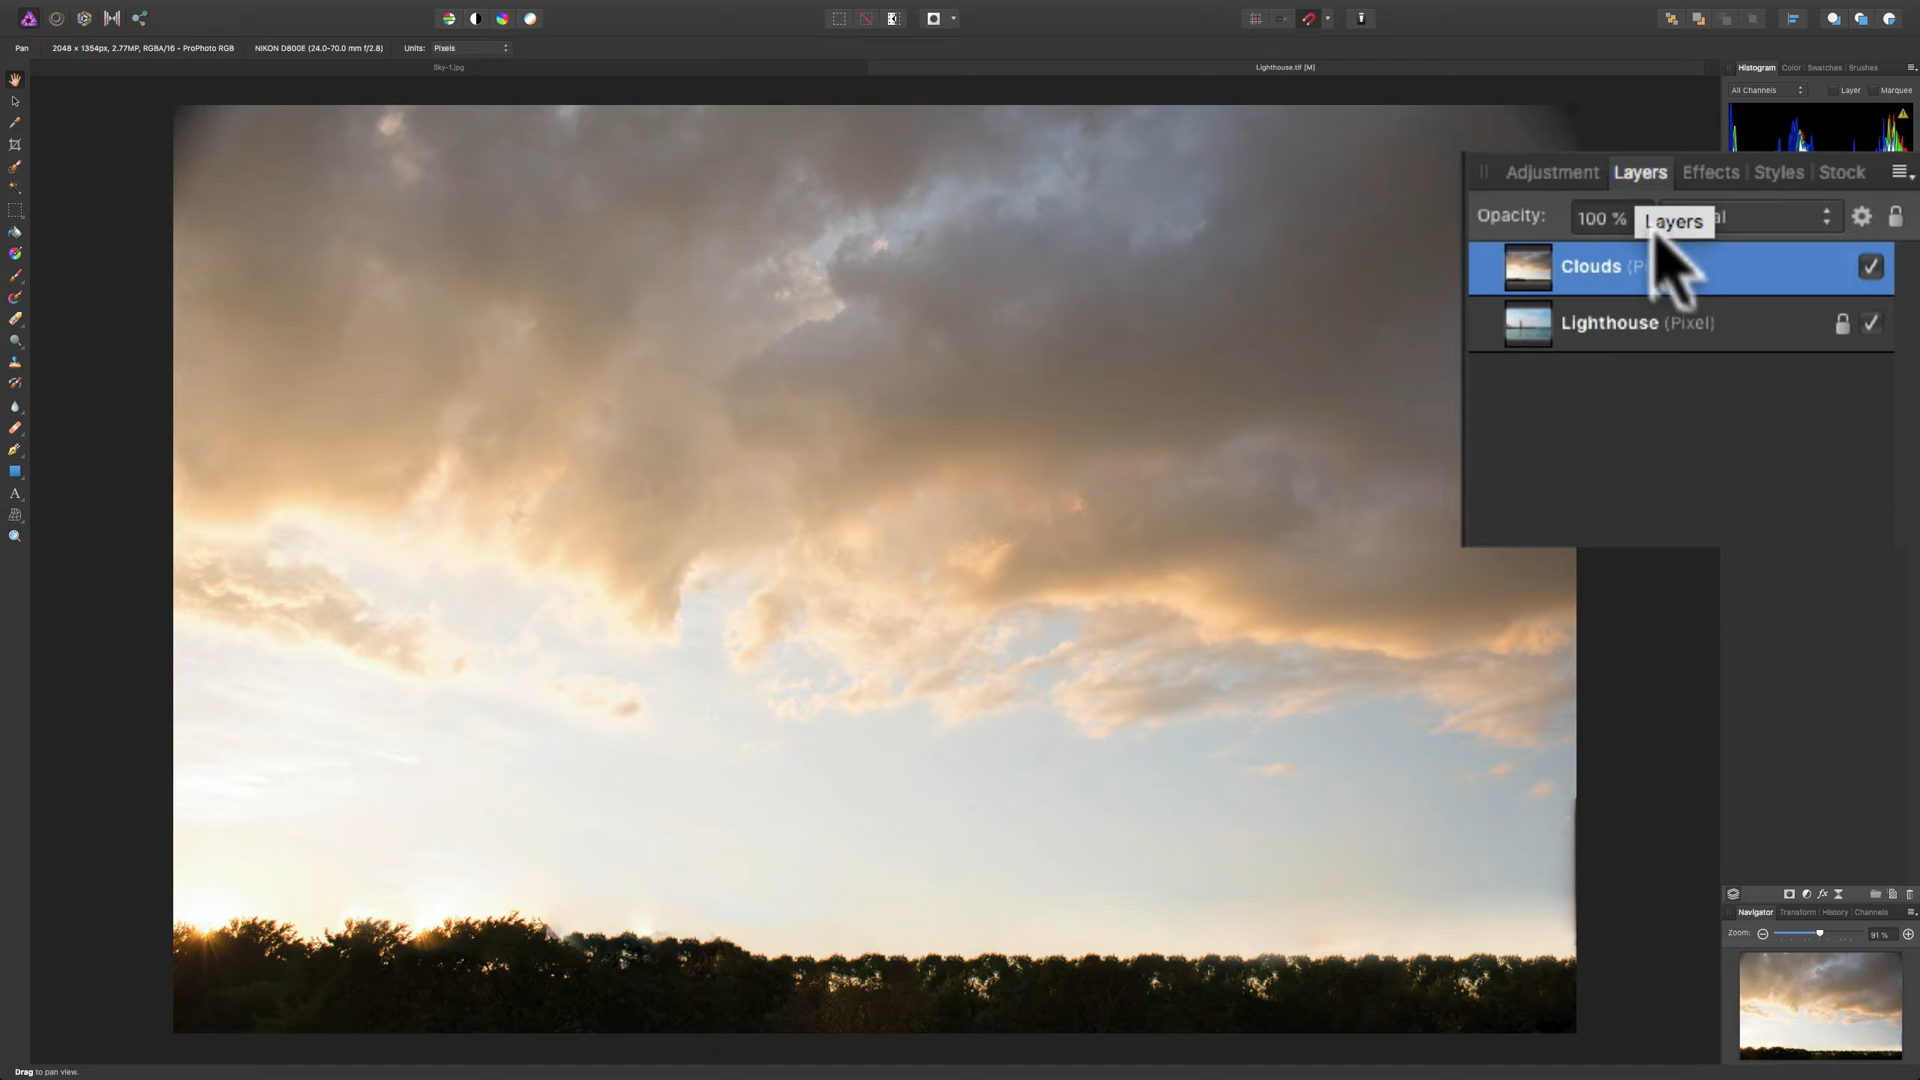 Pan 2048 × 1354px, 2.77MP, RGBA/16 - ProPhoto RGB NIKON D800E (24.0-70.0 mm f/2.8) Units: Pixels
Sky-1.jpg Lighthouse.tif [M]
Histogram Color Swatches Brushes
All Channels Layer Marquee
Adjustment Layers Effects Styles Stock
Opacity: 100 %
Layers
Clouds
Lighthouse (Pixel)
A
fx
Navigator Transform History Channels
Zoom: 91 %
Drag to pan view.